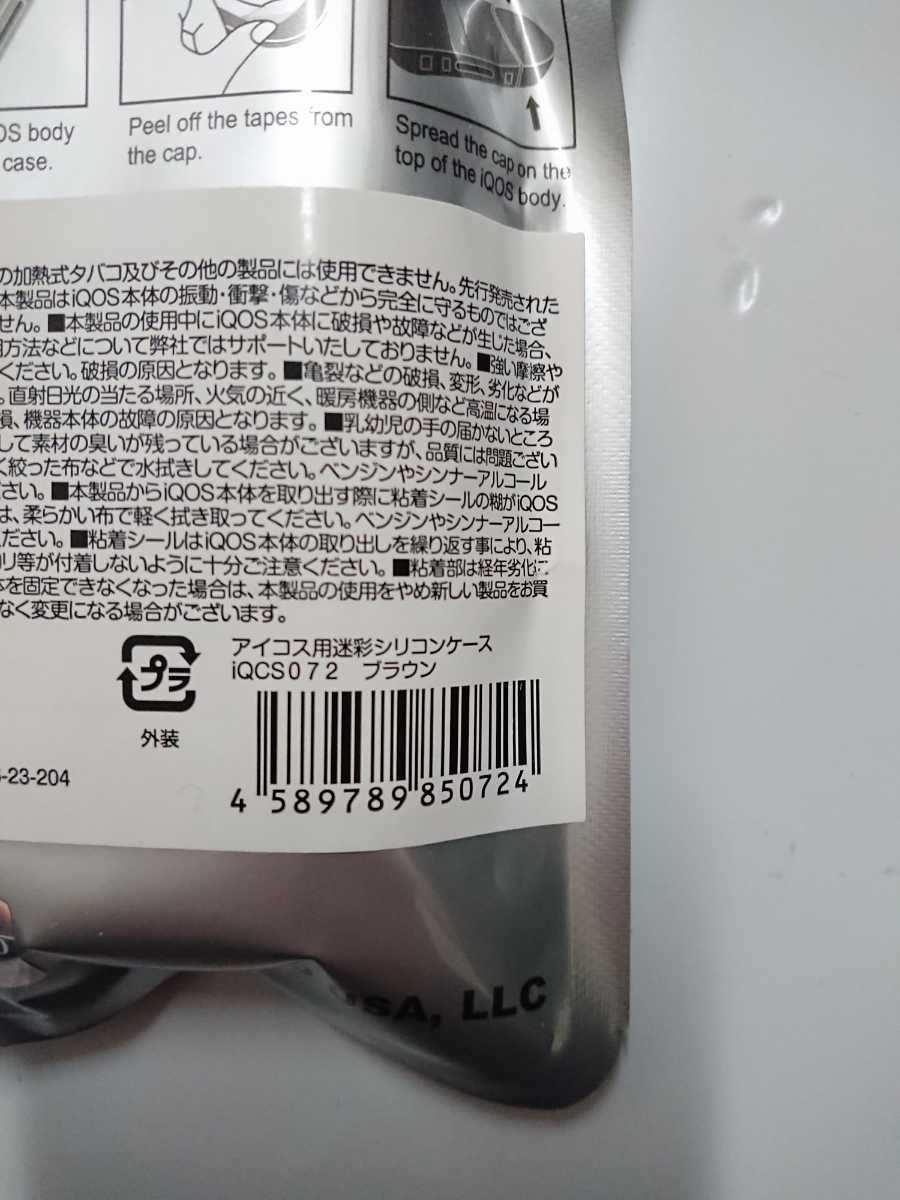 OS body
case.
Peel off the tapes from
the cap.
Spread the cap on the
top of the iQOS body.
の加熱式タバコ及びその他の製品には使用できません。先行発売された
本製品はiQOS本体の振動・衝撃・傷などから完全に守るものではござ
せん。■本製品の使用中にiQOS本体に破損や故障などが生じた場合、
用方法などについて弊社ではサポートいたしておりません。■強い摩擦や
ください。破損の原因となります。■亀裂などの破損、変形、劣化などが
。直射日光の当たる場所、火気の近く、暖房機器の側など高温になる場
損、機器本体の故障の原因となります。■乳幼児の手の届かないところ
して素材の臭いが残っている場合がございますが、品質には問題ござい
く絞った布などで水拭きしてください。ベンジンやシンナーアルコール
ださい。■本製品からiQOS本体を取り出す際に粘着シールの糊がiQOS
は、柔らかい布で軽く拭き取ってください。ベンジンやシンナーアルコー
ください。■粘着シールはiQOS本体の取り出しを繰り返す事により、粘
等が付着しないように十分ご注意ください。■粘着部は経年劣化に
を固定できなくなった場合は、本製品の使用をやめ新しい製品をお買
なく変更になる場合がございます。
プラ
外装
アイコス用迷彩シリコンケース
iQCS072 ブラウン
-23-204
4 589789 850724
USA, LLC